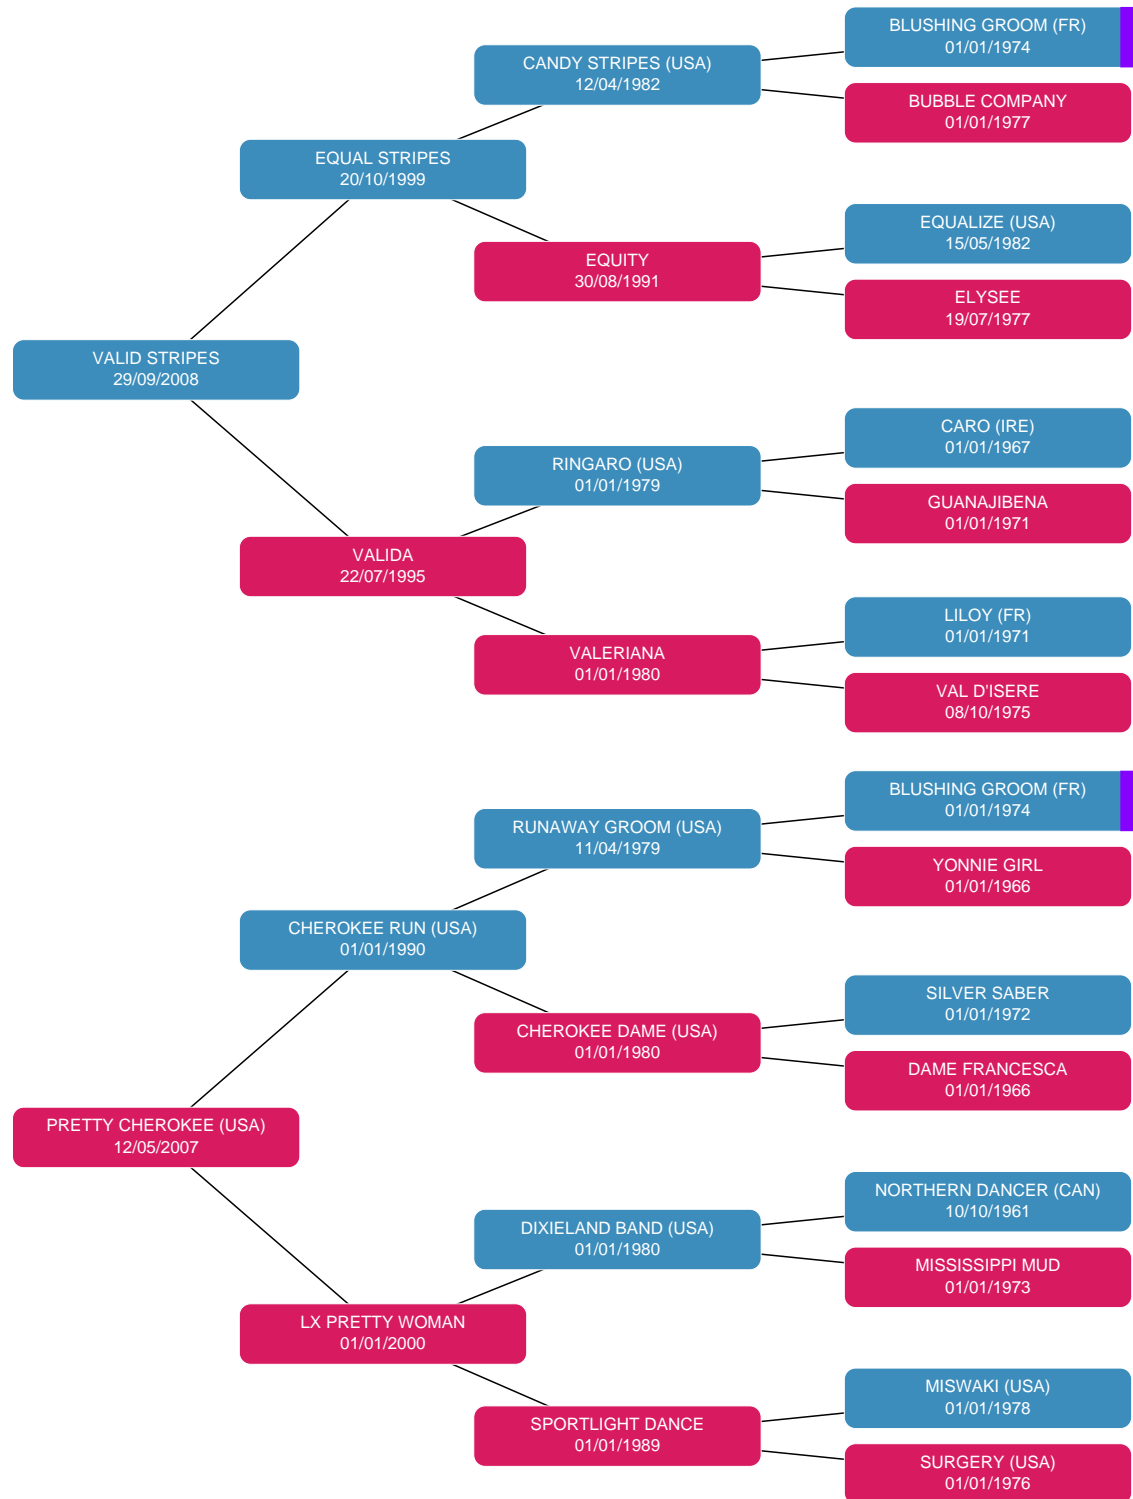 BLUSHING GROOM (FR)
01/01/1974
CANDY STRIPES (USA)
12/04/1982
BUBBLE COMPANY
01/01/1977
EQUAL STRIPES
20/10/1999
EQUALIZE (USA)
15/05/1982
EQUITY
30/08/1991
ELYSEE
19/07/1977
VALID STRIPES
29/09/2008
CARO (IRE)
01/01/1967
RINGARO (USA)
01/01/1979
GUANAJIBENA
01/01/1971
VALIDA
22/07/1995
LILOY (FR)
01/01/1971
VALERIANA
01/01/1980
VAL D'ISERE
08/10/1975
BLUSHING GROOM (FR)
01/01/1974
RUNAWAY GROOM (USA)
11/04/1979
YONNIE GIRL
01/01/1966
CHEROKEE RUN (USA)
01/01/1990
SILVER SABER
01/01/1972
CHEROKEE DAME (USA)
01/01/1980
DAME FRANCESCA
01/01/1966
PRETTY CHEROKEE (USA)
12/05/2007
NORTHERN DANCER (CAN)
10/10/1961
DIXIELAND BAND (USA)
01/01/1980
MISSISSIPPI MUD
01/01/1973
LX PRETTY WOMAN
01/01/2000
MISWAKI (USA)
01/01/1978
SPORTLIGHT DANCE
01/01/1989
SURGERY (USA)
01/01/1976